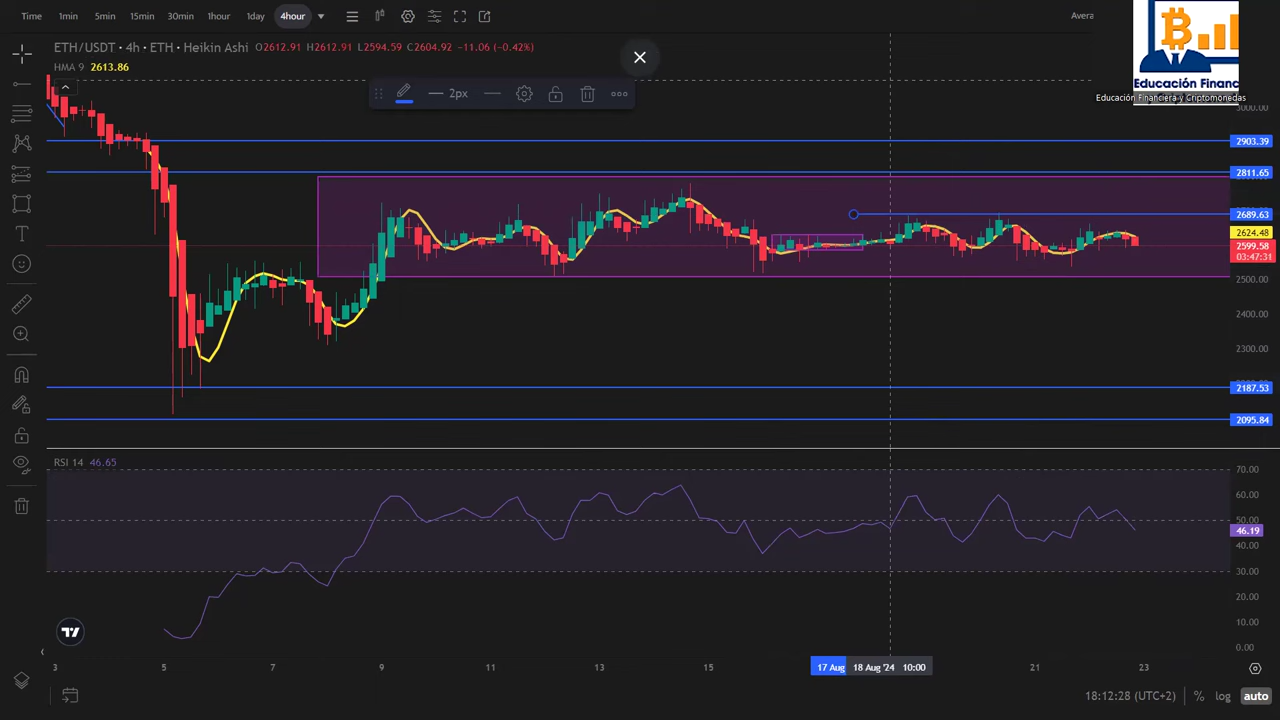 Time 1min 5min 15min 30min 1hour 1day 4hour Avera
ETH/USDT • 4h • ETH • Heikin Ashi O2612.91 H2612.91 L2594.59 C2604.92 −11.06 (−0.42%)
HMA 9 2613.86
2px
Educación Financ
Educación Financiera y Criptomonedas
3000.00
2903.39
2811.65
2689.63
2624.48
2599.58
03:47:31
2500.00
2400.00
2300.00
2187.53
2095.84
RSI 14 46.65
70.00
60.00
50.00
46.19
40.00
30.00
20.00
10.00
0.00
3 5 7 9 11 13 15 17 Aug 18 Aug '24 10:00 21 23
18:12:28 (UTC+2) % log auto